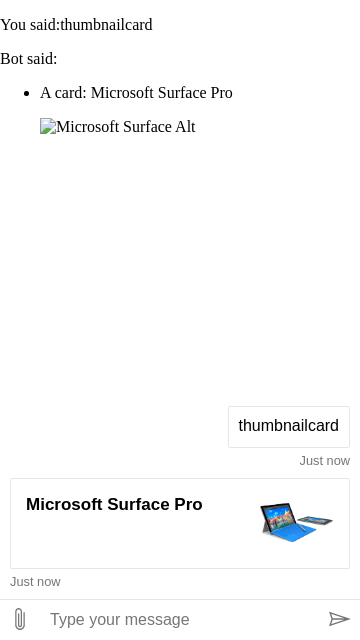 You said:thumbnailcard
Bot said:
A card: Microsoft Surface Pro
Microsoft Surface Alt
thumbnailcard
Just now
Microsoft Surface Pro
Just now
Type your message